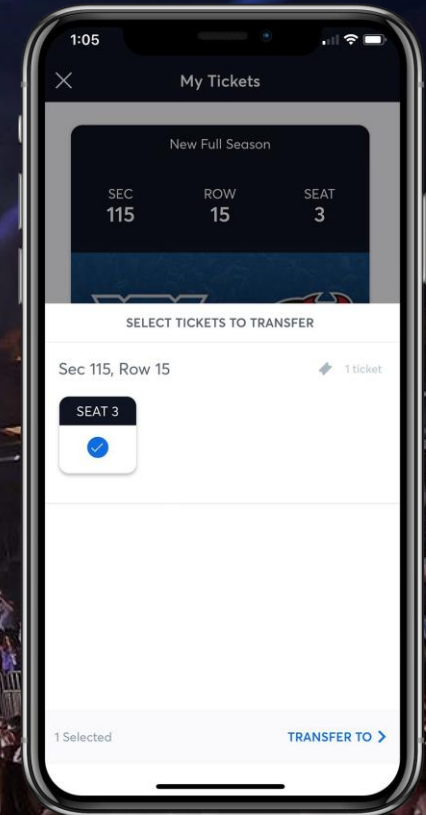 1:05
My Tickets
New Full Season
SEC ROW SEAT
115 15 3
SELECT TICKETS TO TRANSFER
Sec 115, Row 15 1 ticket
SEAT 3
1 Selected TRANSFER TO